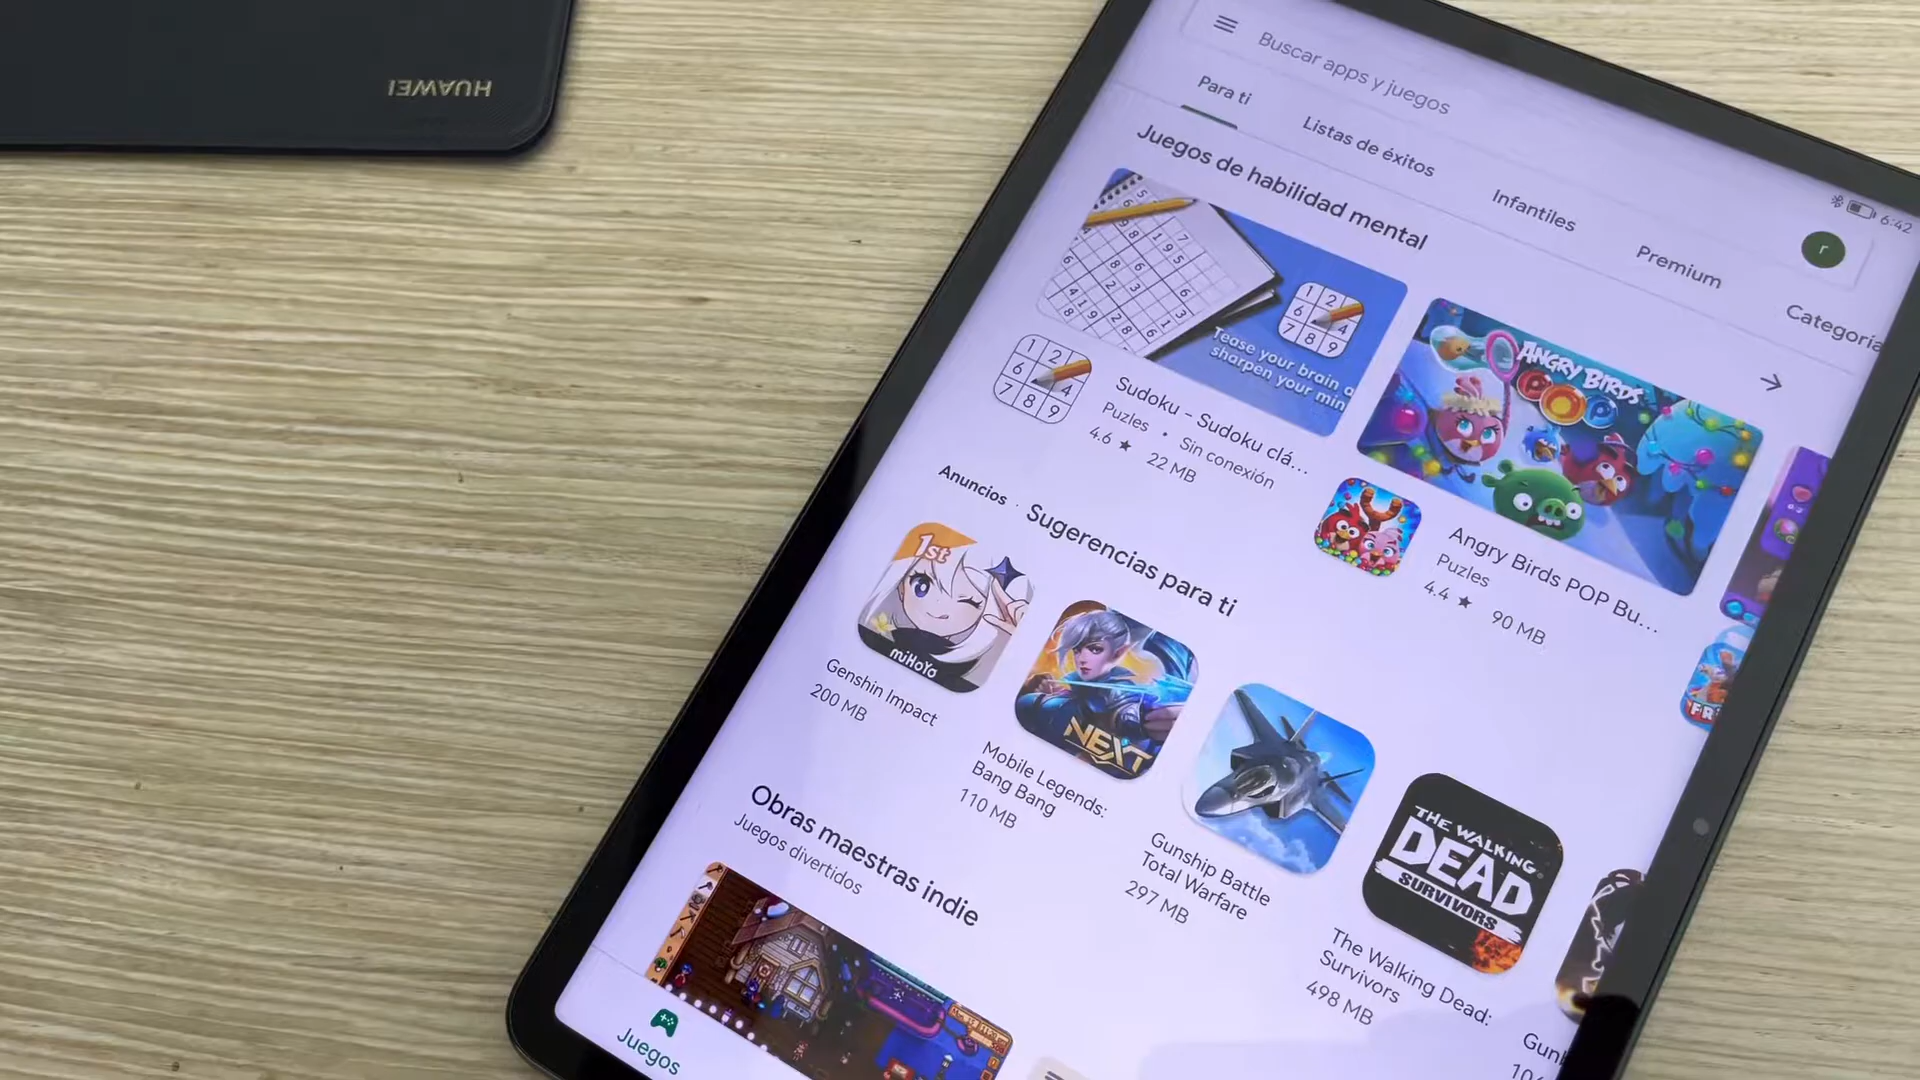 HUAWEI
Buscar apps y juegos
6:42
r
Para ti
Listas de éxitos
Infantiles
Premium
Categoría
Juegos de habilidad mental
Tease your brain a
sharpen your min
Sudoku - Sudoku clá...
Puzles • Sin conexión
4.6 ★ 22 MB
ANGRY BIRDS
POP
Angry Birds POP Bu...
Puzles
4.4 ★ 90 MB
FR
Anuncios · Sugerencias para ti
1st
miHoYo
Genshin Impact
200 MB
NEXT
Mobile Legends:
Bang Bang
110 MB
Gunship Battle
Total Warfare
297 MB
THE WALKING
DEAD
SURVIVORS
The Walking Dead:
Survivors
498 MB
Obras maestras indie
Juegos divertidos
Juegos